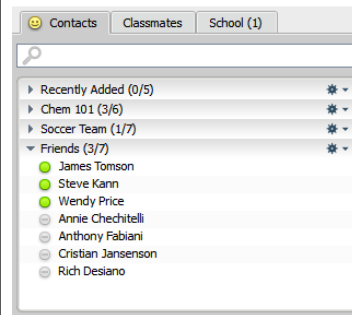 Contacts Classmates School (1)
Recently Added (0/5)
Chem 101 (3/6)
Soccer Team (1/7)
Friends (3/7)
James Tomson
Steve Kann
Wendy Price
Annie Chechitelli
Anthony Fabiani
Cristian Jansenson
Rich Desiano